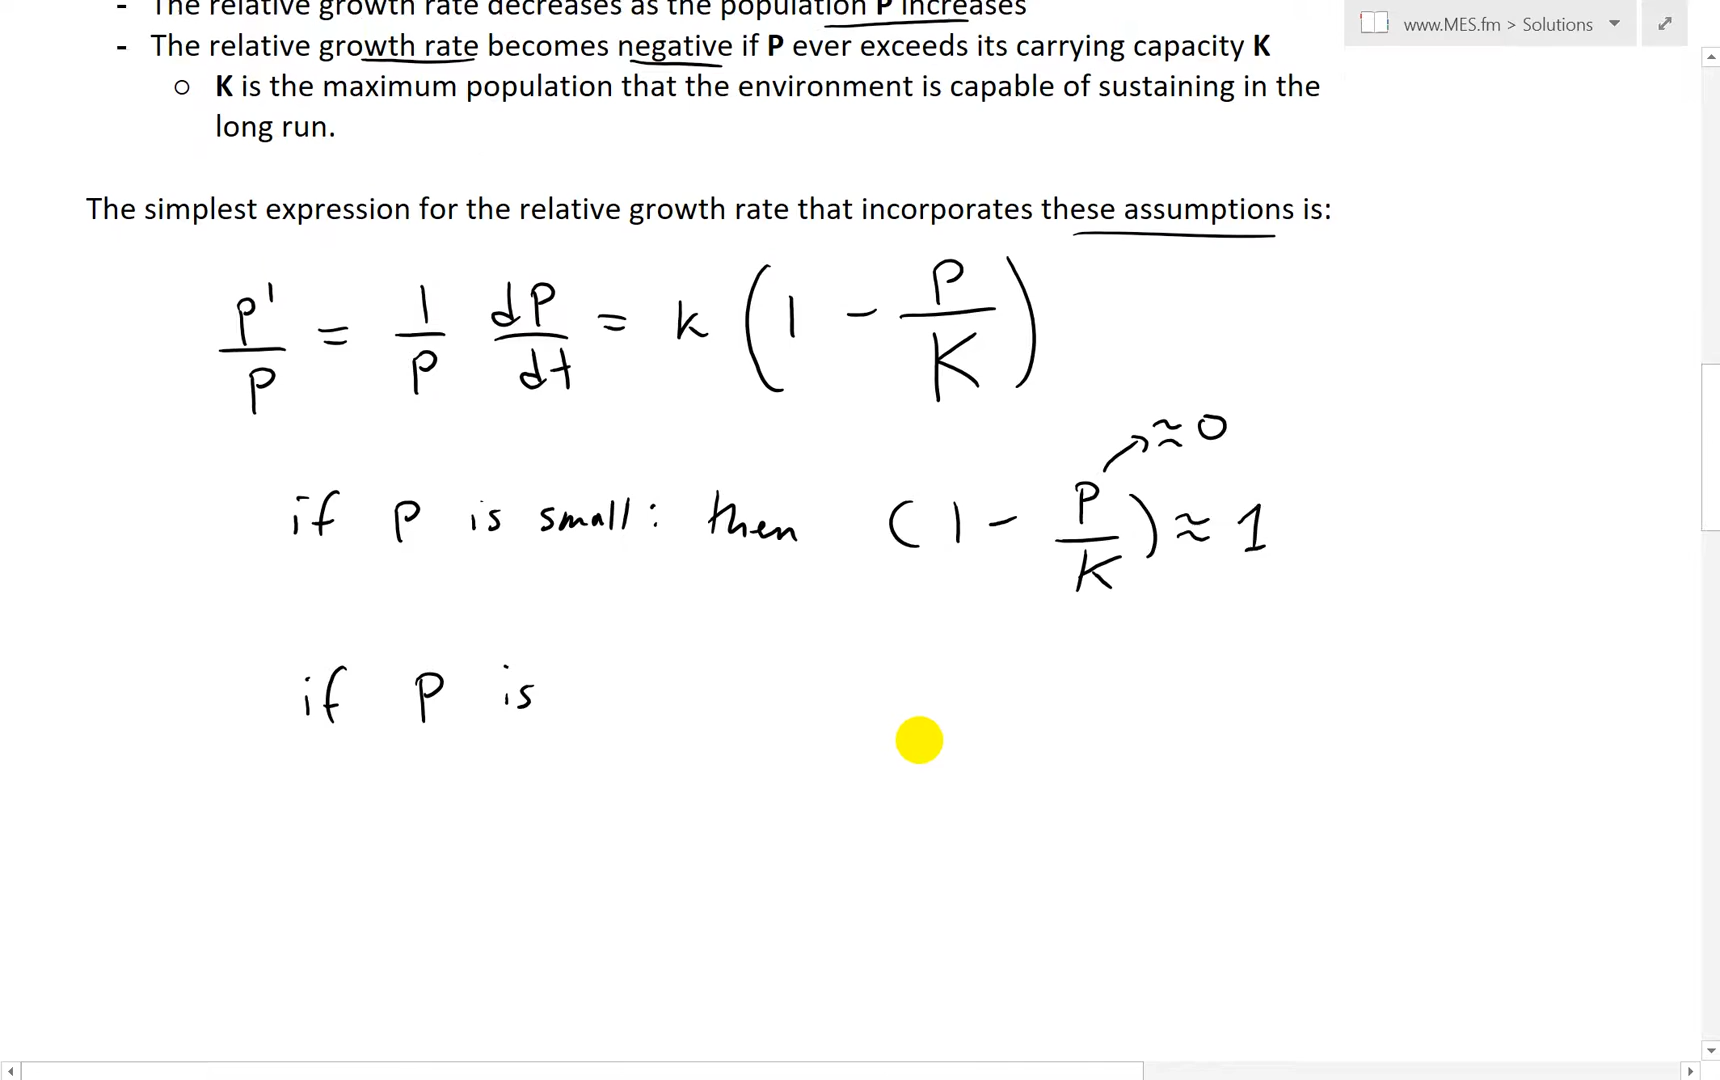 - The relative growth rate decreases as the population P increases
www.MES.fm > Solutions
- The relative growth rate becomes negative if P ever exceeds its carrying capacity K
○ K is the maximum population that the environment is capable of sustaining in the
long run.
The simplest expression for the relative growth rate that incorporates these assumptions is:
P'/P = 1/P dP/dt = k (1 - P/K)
≈ 0
if P is small: then (1 - P/K) ≈ 1
if P is